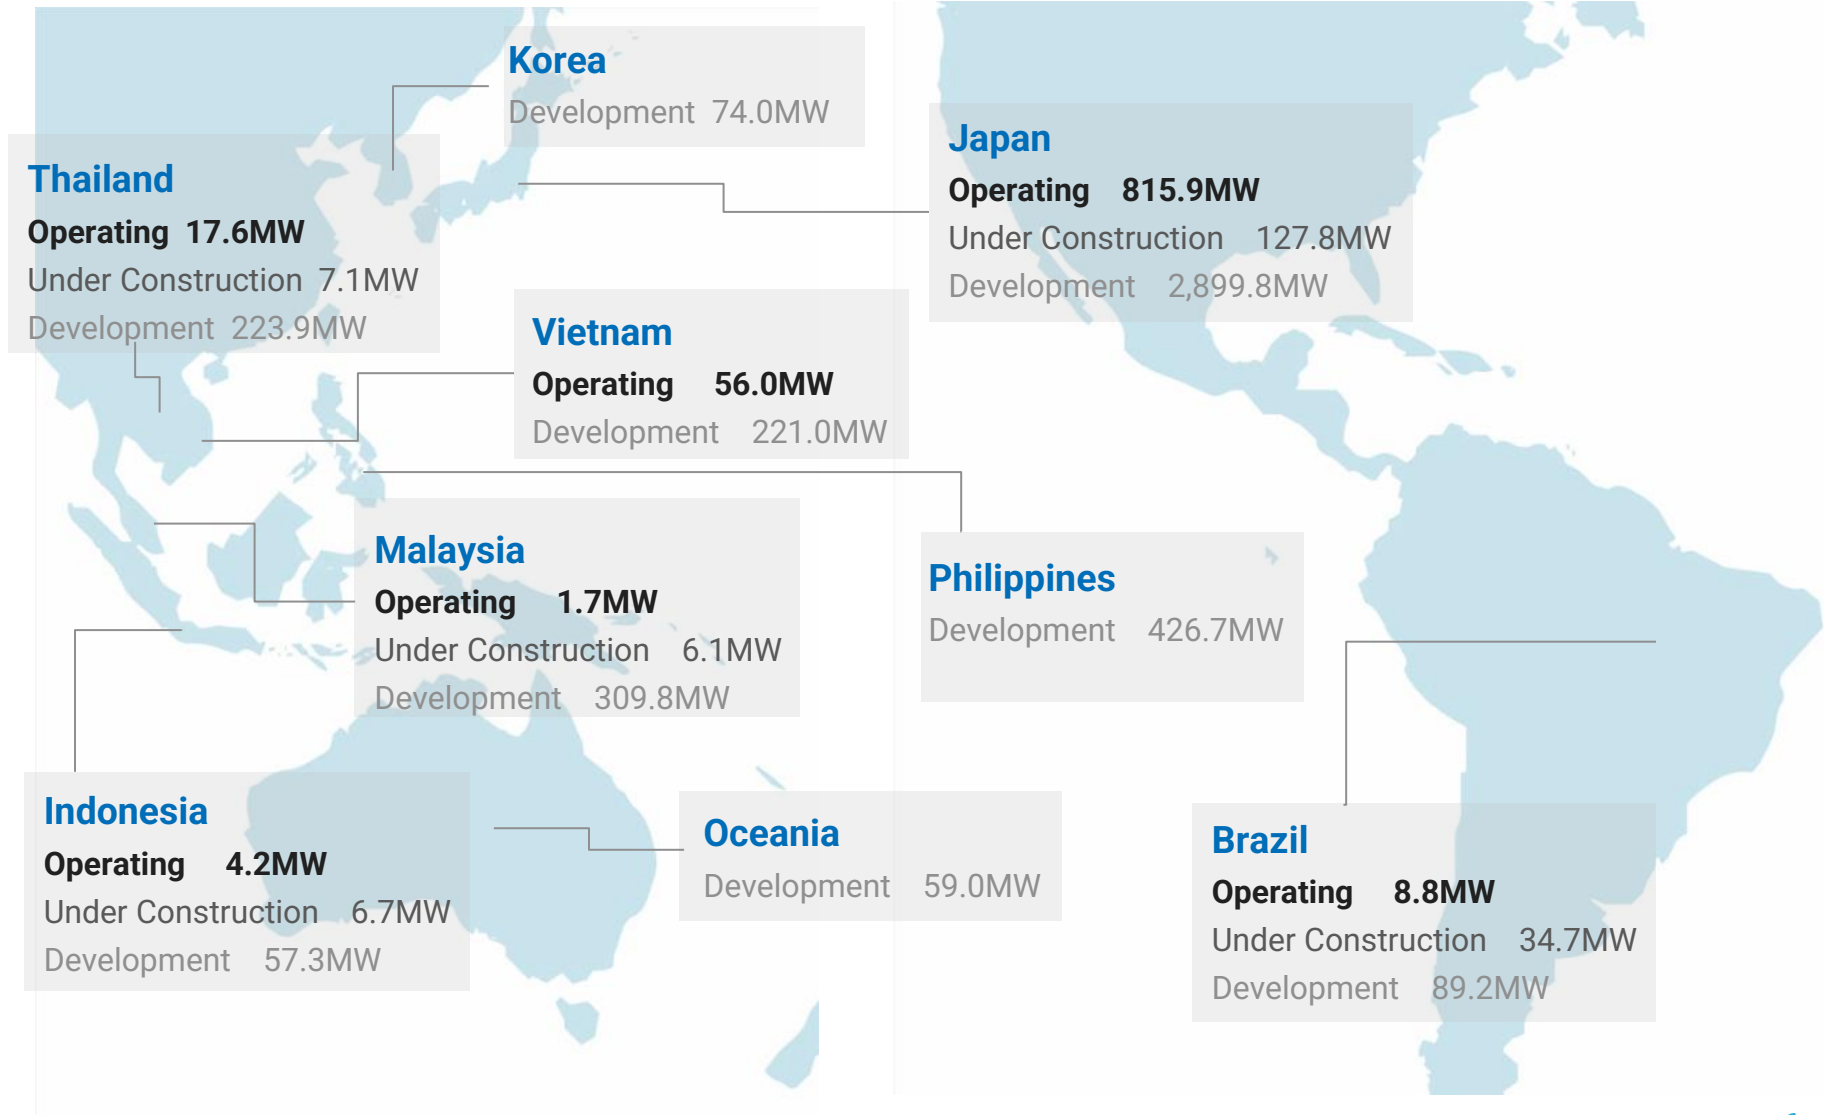 Korea
Development 74.0MW
Japan
Operating 815.9MW
Under Construction 127.8MW
Development 2,899.8MW
Thailand
Operating 17.6MW
Under Construction 7.1MW
Development 223.9MW
Vietnam
Operating 56.0MW
Development 221.0MW
Malaysia
Operating 1.7MW
Under Construction 6.1MW
Development 309.8MW
Philippines
Development 426.7MW
Indonesia
Operating 4.2MW
Under Construction 6.7MW
Development 57.3MW
Oceania
Development 59.0MW
Brazil
Operating 8.8MW
Under Construction 34.7MW
Development 89.2MW